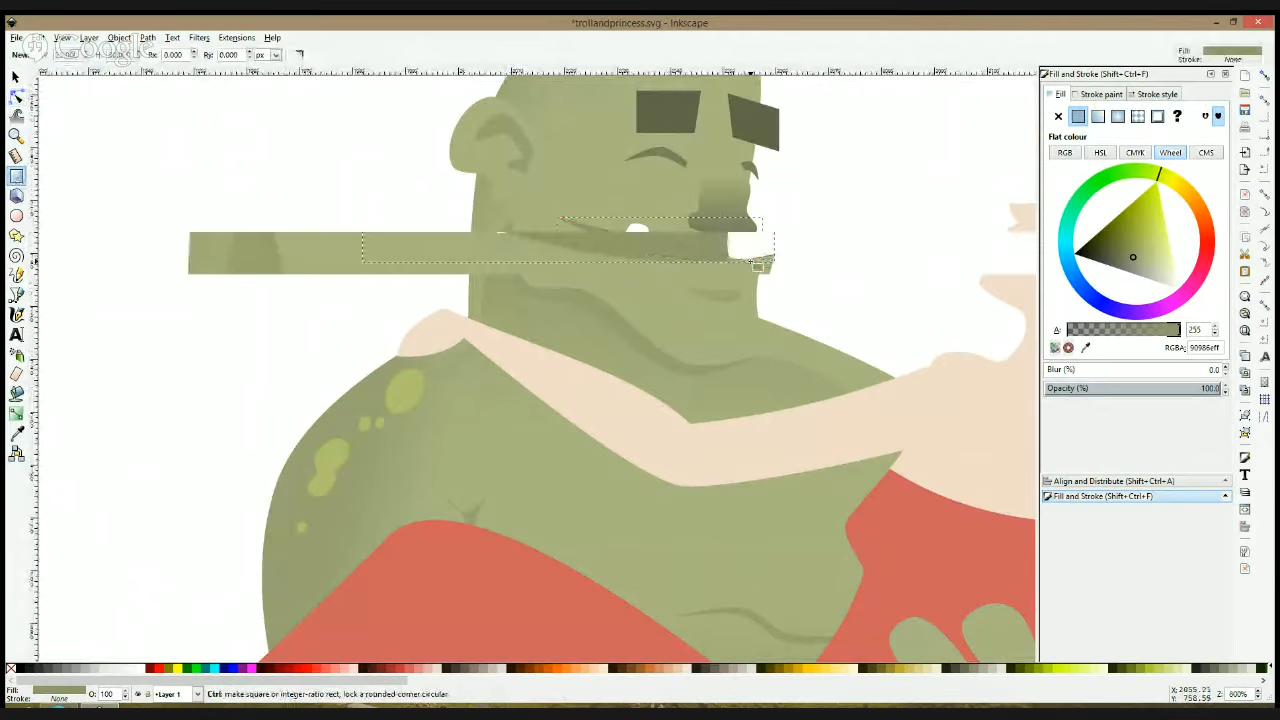 *trollandprincess.svg - Inkscape
File Edit View Layer Object Path Text Filters Extensions Help
Google
New: Rx: 0.000 Ry: 0.000 px
Fill:
Stroke: None
Fill and Stroke (Shift+Ctrl+F)
Fill Stroke paint Stroke style
Flat colour
RGB HSL CMYK Wheel CMS
A: 255
RGBA: 90986eff
Blur (%) 0.0
Opacity (%) 100.0
Align and Distribute (Shift+Ctrl+A)
Fill and Stroke (Shift+Ctrl+F)
Fill:
Stroke: None
O: 100
•Layer 1
Ctrl: make square or integer-ratio rect, lock a rounded corner circular
X: 2055.21
Y: 758.59
Z: 800%